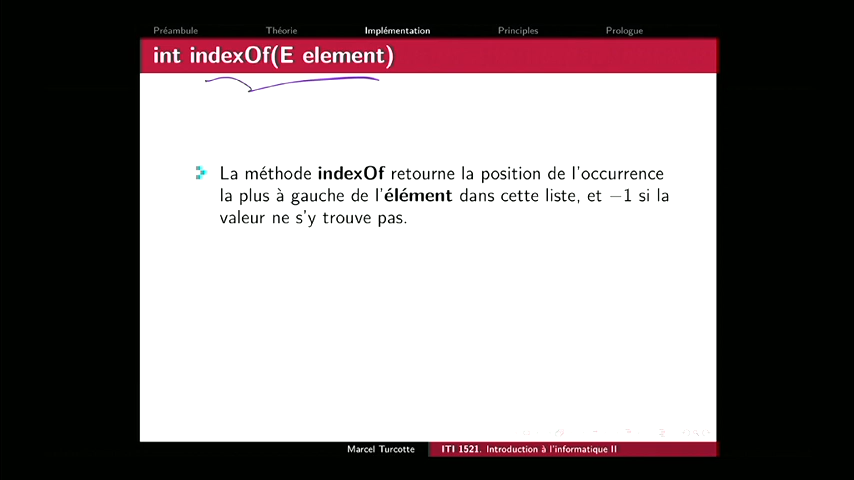 Préambule Théorie Implémentation Principles Prologue
int indexOf(E element)
La méthode indexOf retourne la position de l'occurrence
la plus à gauche de l'élément dans cette liste, et −1 si la
valeur ne s'y trouve pas.
Marcel Turcotte ITI 1521. Introduction à l'informatique II